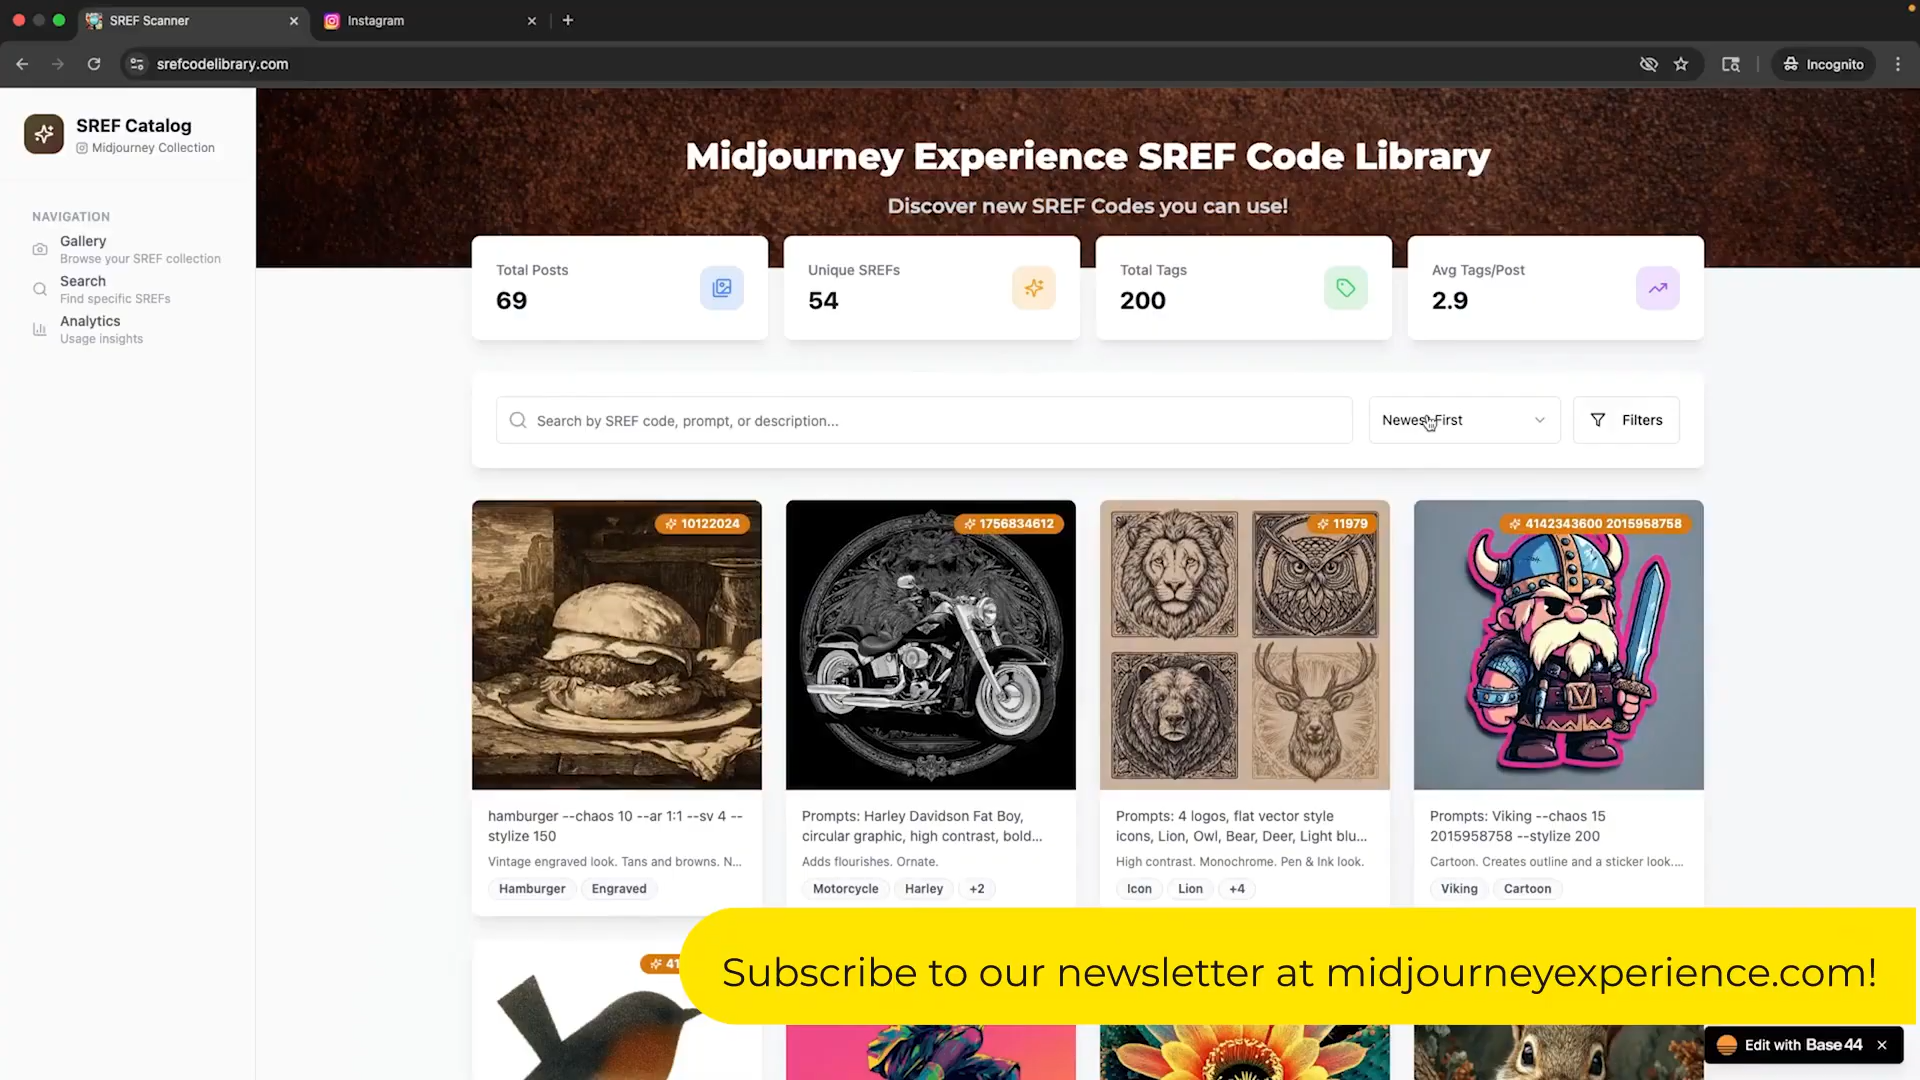 SREF Scanner
Instagram
srefcodelibrary.com
Incognito
SREF Catalog
Midjourney Collection
NAVIGATION
Gallery
Browse your SREF collection
Search
Find specific SREFs
Analytics
Usage insights
Midjourney Experience SREF Code Library
Discover new SREF Codes you can use!
Total Posts
69
Unique SREFs
54
Total Tags
200
Avg Tags/Post
2.9
Search by SREF code, prompt, or description...
Newest First
Filters
10122024
1756834612
11979
4142343600 2015958758
hamburger --chaos 10 --ar 1:1 --sv 4 --
stylize 150
Vintage engraved look. Tans and browns. N...
Hamburger
Engraved
Prompts: Harley Davidson Fat Boy,
circular graphic, high contrast, bold...
Adds flourishes. Ornate.
Motorcycle
Harley
+2
Prompts: 4 logos, flat vector style
icons, Lion, Owl, Bear, Deer, Light blu...
High contrast. Monochrome. Pen & Ink look.
Icon
Lion
+4
Prompts: Viking --chaos 15
2015958758 --stylize 200
Cartoon. Creates outline and a sticker look....
Viking
Cartoon
41
Subscribe to our newsletter at midjourneyexperience.com!
Edit with Base44